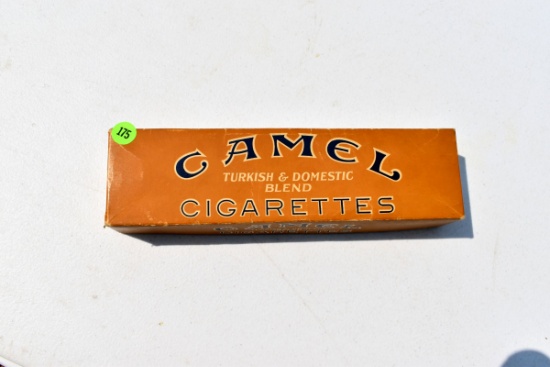 175
CAMEL
TURKISH & DOMESTIC
BLEND
CIGARETTES